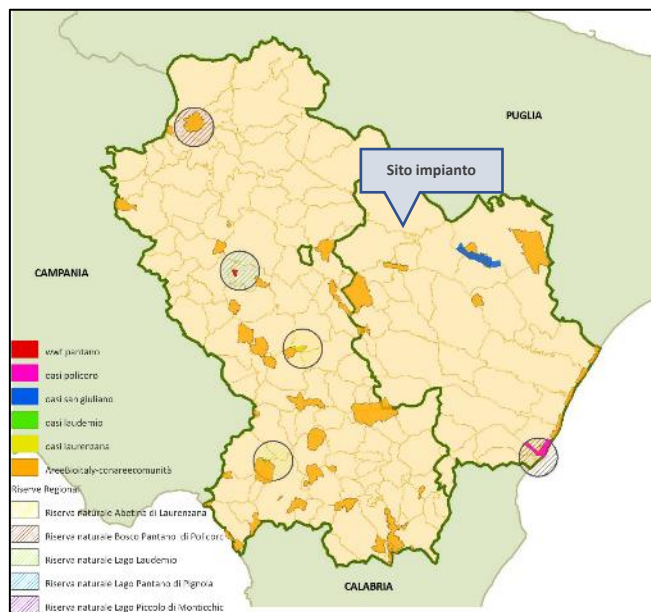 PUGLIA
Sito impianto
CAMPANIA
wwf pantano
oasi policoro
oasi san giuliano
oasi laudemio
oasi laurenzana
AreeBioitaly-conareecomunità
Riserve Regionali
Riserva naturale Abetina di Laurenzana
Riserva naturale Bosco Pantano di Policoro
Riserva naturale Lago Laudemio
Riserva naturale Lago Pantano di Pignola
Riserva naturale Lago Piccolo di Monticchio
CALABRIA